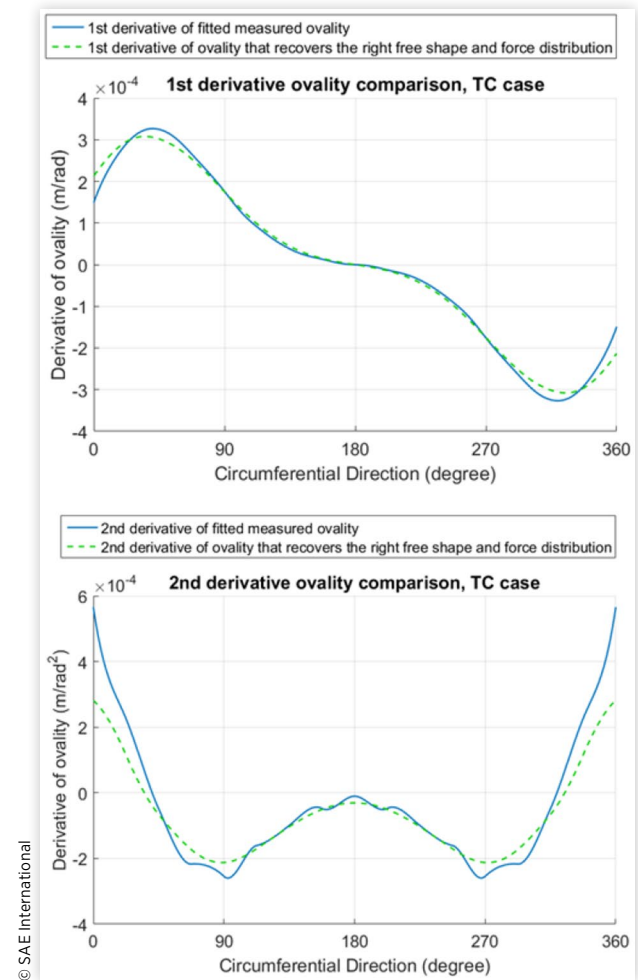 1st derivative of fitted measured ovality
1st derivative of ovality that recovers the right free shape and force distribution
×10⁻⁴
1st derivative ovality comparison, TC case
4
3
2
1
0
-1
-2
-3
-4
Derivative of ovality (m/rad)
0 90 180 270 360
Circumferential Direction (degree)
2nd derivative of fitted measured ovality
2nd derivative of ovality that recovers the right free shape and force distribution
×10⁻⁴
2nd derivative ovality comparison, TC case
6
4
2
0
-2
-4
Derivative of ovality (m/rad²)
0 90 180 270 360
Circumferential Direction (degree)
© SAE International